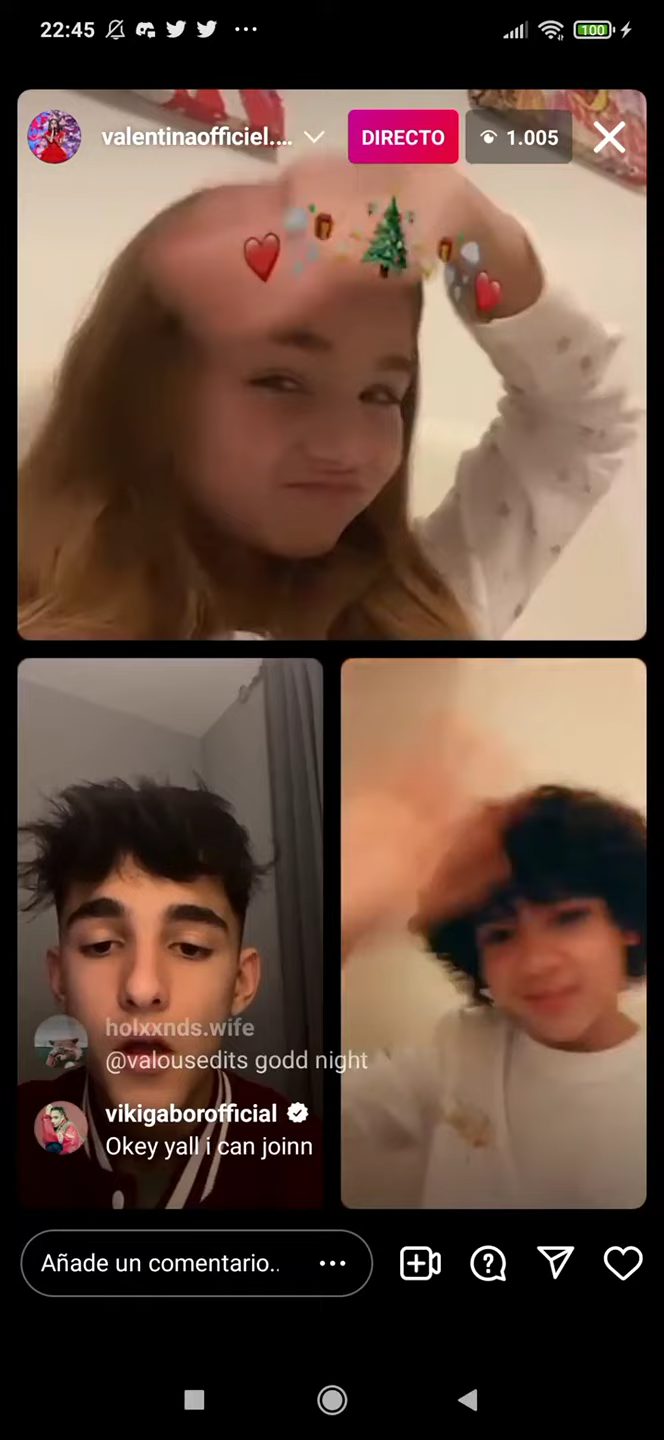 22:45
100
valentinaofficiel....
DIRECTO
1.005
holxxnds.wife
@valousedits godd night
vikigaborofficial
Okey yall i can joinn
Añade un comentario..